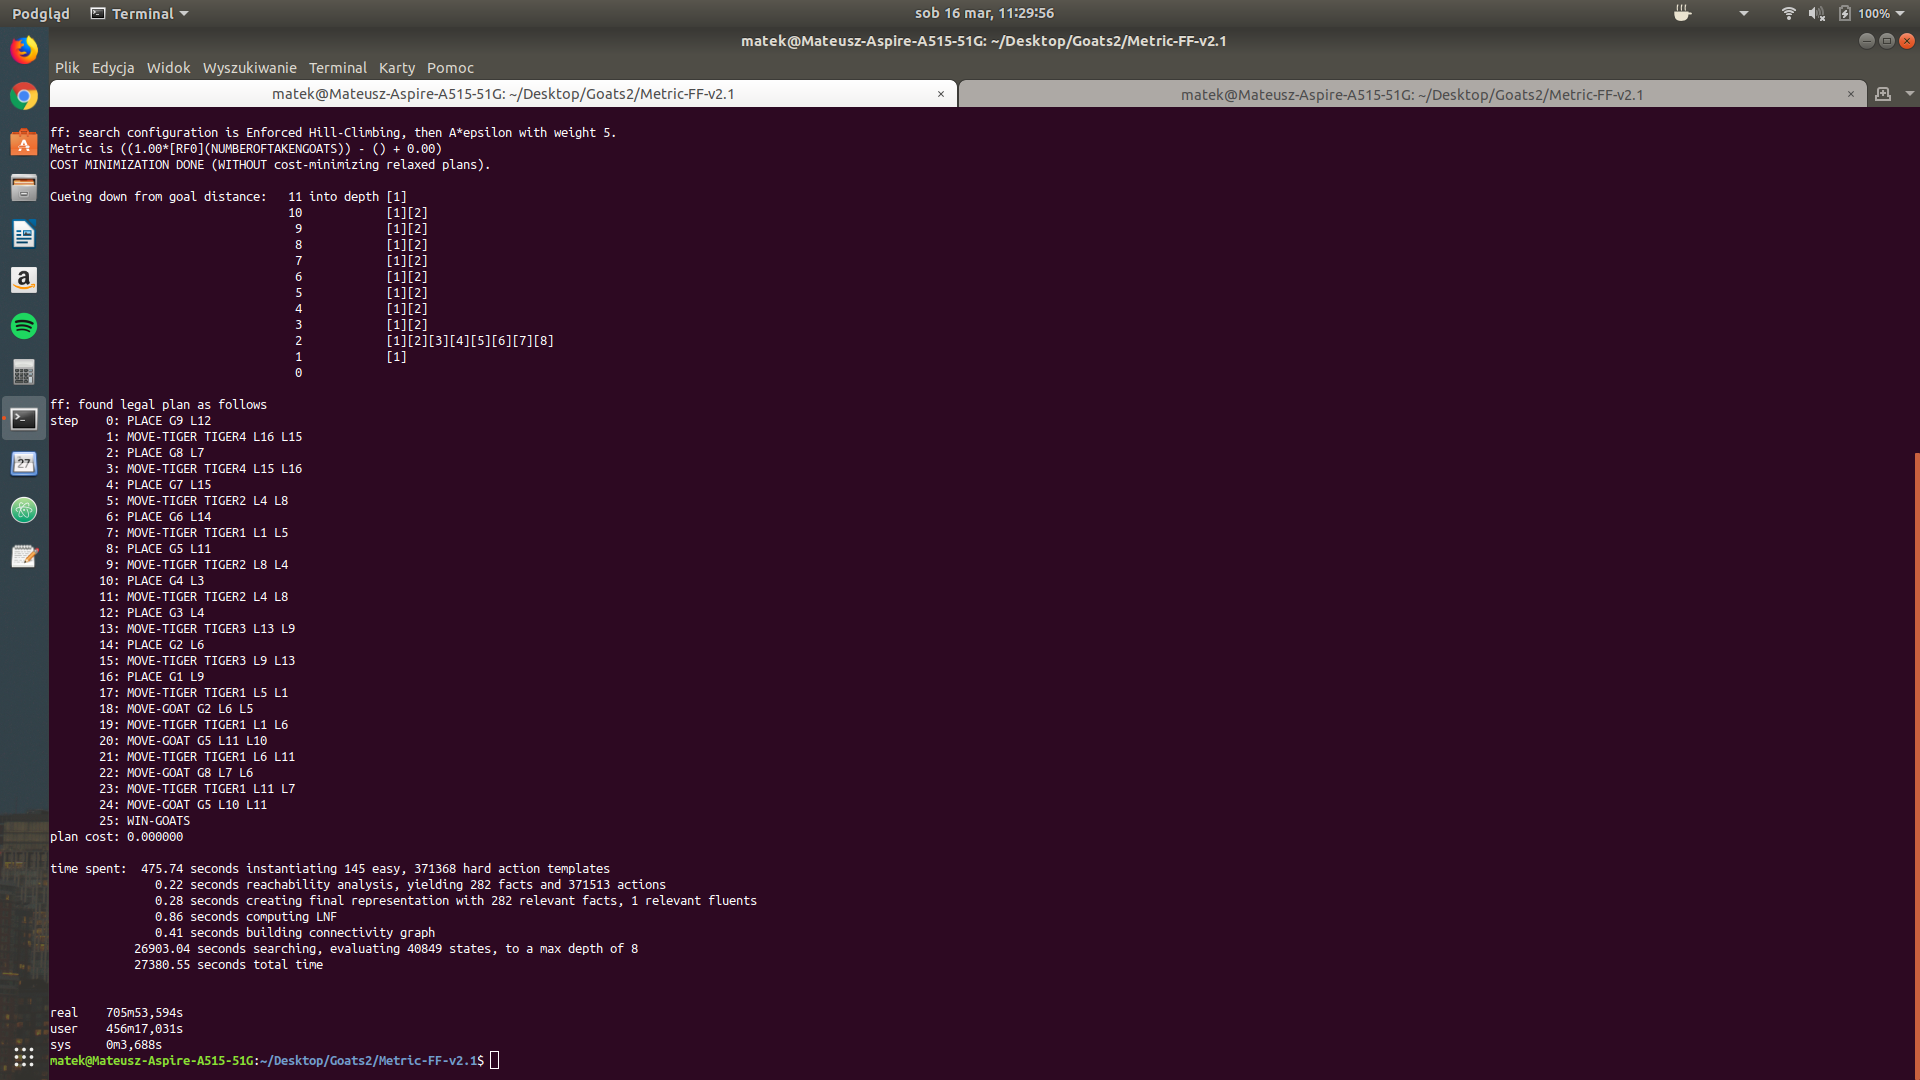 Podgląd Terminal sob 16 mar, 11:29:56 100%
matek@Mateusz-Aspire-A515-51G: ~/Desktop/Goats2/Metric-FF-v2.1
Plik Edycja Widok Wyszukiwanie Terminal Karty Pomoc
matek@Mateusz-Aspire-A515-51G: ~/Desktop/Goats2/Metric-FF-v2.1 × matek@Mateusz-Aspire-A515-51G: ~/Desktop/Goats2/Metric-FF-v2.1 ×
ff: search configuration is Enforced Hill-Climbing, then A*epsilon with weight 5.
Metric is ((1.00*[RF0](NUMBEROFTAKENGOATS)) - () + 0.00)
COST MINIMIZATION DONE (WITHOUT cost-minimizing relaxed plans).
Cueing down from goal distance: 11 into depth [1]
10 [1][2]
9 [1][2]
8 [1][2]
7 [1][2]
6 [1][2]
5 [1][2]
4 [1][2]
3 [1][2]
2 [1][2][3][4][5][6][7][8]
1 [1]
0
ff: found legal plan as follows
step 0: PLACE G9 L12
1: MOVE-TIGER TIGER4 L16 L15
2: PLACE G8 L7
3: MOVE-TIGER TIGER4 L15 L16
4: PLACE G7 L15
5: MOVE-TIGER TIGER2 L4 L8
6: PLACE G6 L14
7: MOVE-TIGER TIGER1 L1 L5
8: PLACE G5 L11
9: MOVE-TIGER TIGER2 L8 L4
10: PLACE G4 L3
11: MOVE-TIGER TIGER2 L4 L8
12: PLACE G3 L4
13: MOVE-TIGER TIGER3 L13 L9
14: PLACE G2 L6
15: MOVE-TIGER TIGER3 L9 L13
16: PLACE G1 L9
17: MOVE-TIGER TIGER1 L5 L1
18: MOVE-GOAT G2 L6 L5
19: MOVE-TIGER TIGER1 L1 L6
20: MOVE-GOAT G5 L11 L10
21: MOVE-TIGER TIGER1 L6 L11
22: MOVE-GOAT G8 L7 L6
23: MOVE-TIGER TIGER1 L11 L7
24: MOVE-GOAT G5 L10 L11
25: WIN-GOATS
plan cost: 0.000000
time spent: 475.74 seconds instantiating 145 easy, 371368 hard action templates
0.22 seconds reachability analysis, yielding 282 facts and 371513 actions
0.28 seconds creating final representation with 282 relevant facts, 1 relevant fluents
0.86 seconds computing LNF
0.41 seconds building connectivity graph
26903.04 seconds searching, evaluating 40849 states, to a max depth of 8
27380.55 seconds total time
real 705m53,594s
user 456m17,031s
sys 0m3,688s
matek@Mateusz-Aspire-A515-51G:~/Desktop/Goats2/Metric-FF-v2.1$
a
27